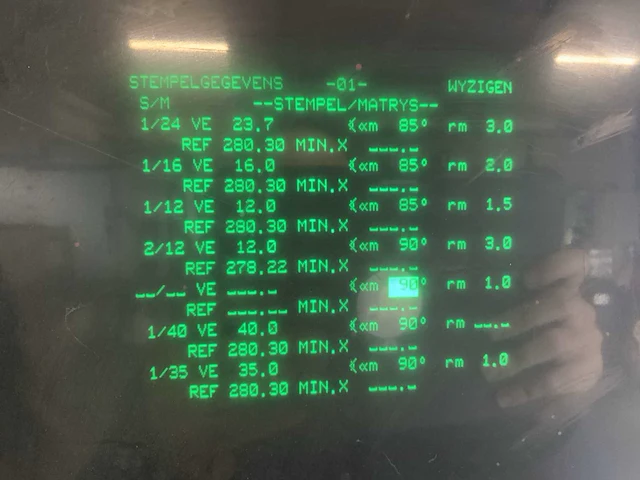 STEMPELGEGEVENS -01- WYZIGEN
S/M --STEMPEL/MATRYS--
1/24 VE 23.7 ∢αm 85° rm 3.0
REF 280.30 MIN.X ___._
1/16 VE 16.0 ∢αm 85° rm 2.0
REF 280.30 MIN.X ___._
1/12 VE 12.0 ∢αm 85° rm 1.5
REF 280.30 MIN.X ___._
2/12 VE 12.0 ∢αm 90° rm 3.0
REF 278.22 MIN.X ___._
__/__ VE ___._ ∢αm 90° rm 1.0
REF ___.__ MIN.X ___._
1/40 VE 40.0 ∢αm 90° rm __._
REF 280.30 MIN.X ___._
1/35 VE 35.0 ∢αm 90° rm 1.0
REF 280.30 MIN.X ___._